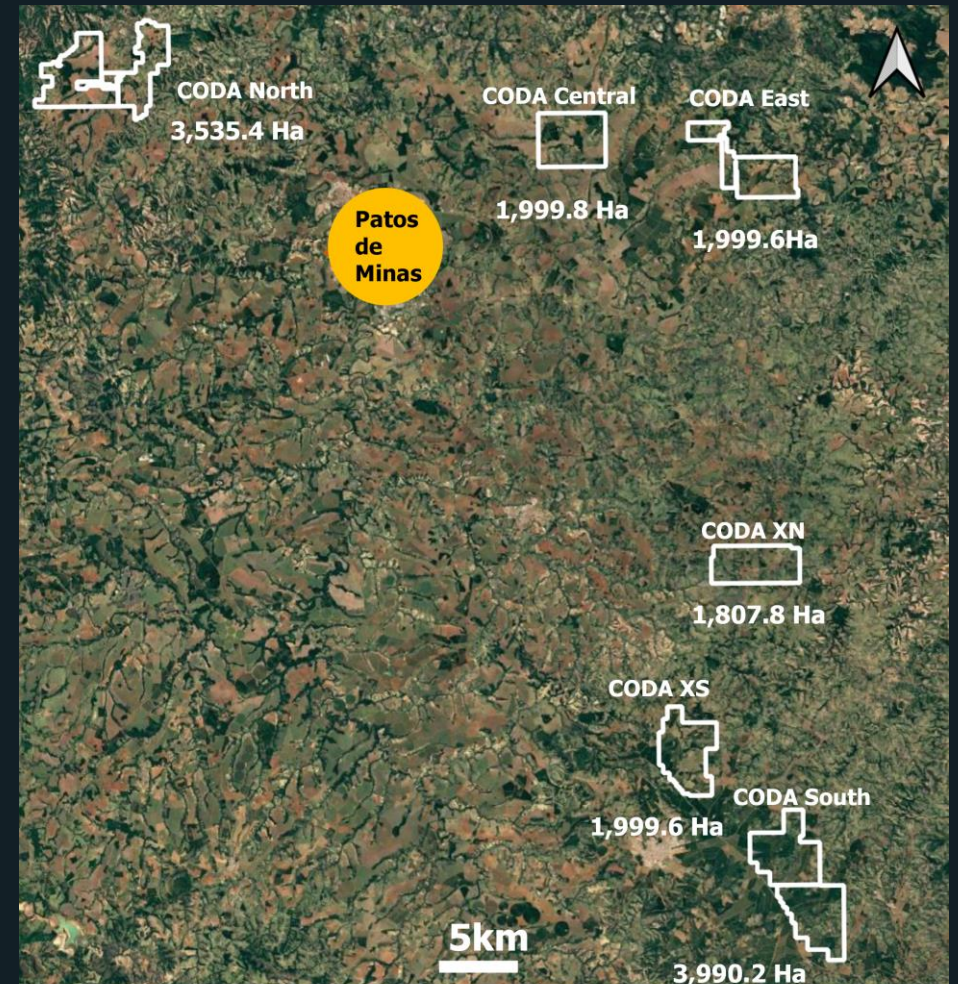 CODA North
3,535.4 Ha
CODA Central
1,999.8 Ha
CODA East
1,999.6Ha
Patos
de
Minas
CODA XN
1,807.8 Ha
CODA XS
1,999.6 Ha
CODA South
3,990.2 Ha
5km